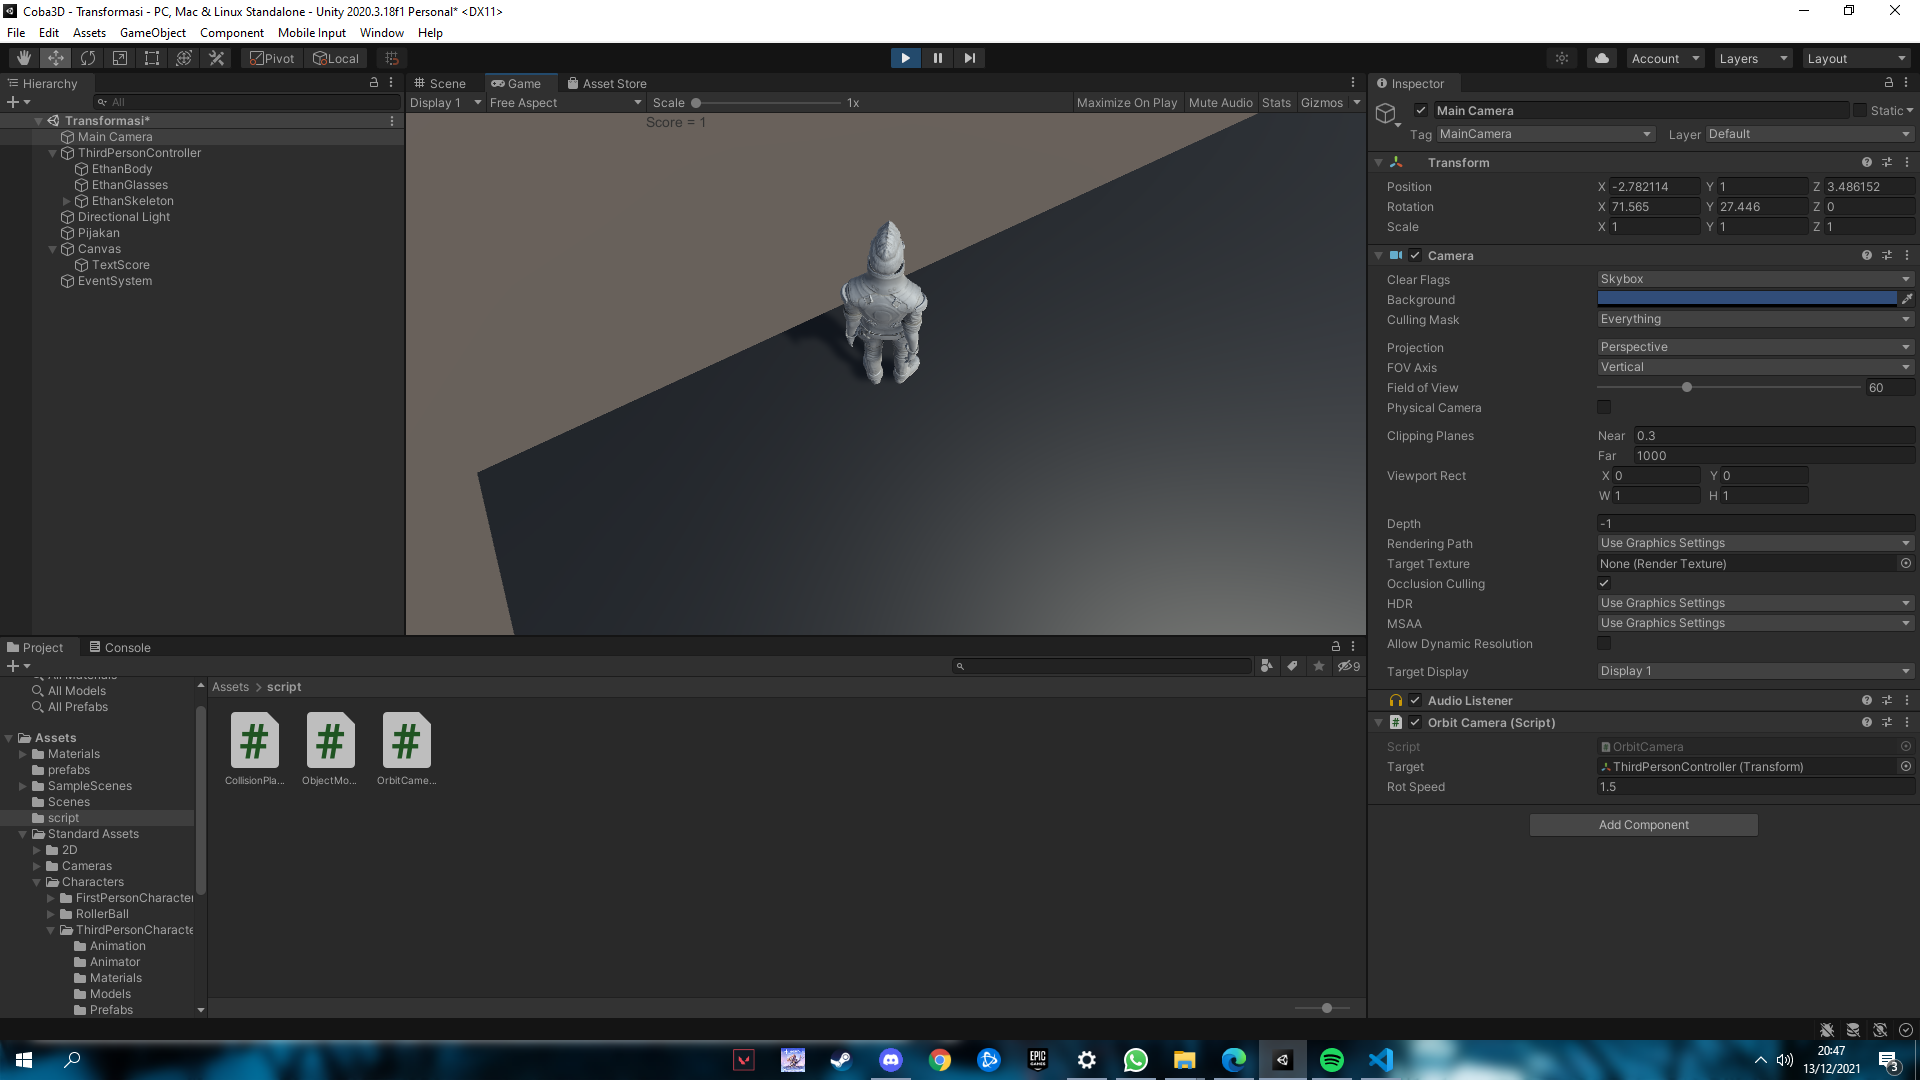 Coba3D - Transformasi - PC, Mac & Linux Standalone - Unity 2020.3.18f1 Personal* <DX11>
File Edit Assets GameObject Component Mobile Input Window Help
Pivot Local Account Layers Layout
Hierarchy
All
Transformasi*
Main Camera
ThirdPersonController
EthanBody
EthanGlasses
EthanSkeleton
Directional Light
Pijakan
Canvas
TextScore
EventSystem
Scene Game Asset Store
Display 1 Free Aspect Scale 1x Maximize On Play Mute Audio Stats Gizmos
Score = 1
Inspector
Main Camera Static
Tag MainCamera Layer Default
Transform
Position X -2.782114 Y 1 Z 3.486152
Rotation X 71.565 Y 27.446 Z 0
Scale X 1 Y 1 Z 1
Camera
Clear Flags Skybox
Background
Culling Mask Everything
Projection Perspective
FOV Axis Vertical
Field of View 60
Physical Camera
Clipping Planes Near 0.3
Far 1000
Viewport Rect X 0 Y 0
W 1 H 1
Depth -1
Rendering Path Use Graphics Settings
Target Texture None (Render Texture)
Occlusion Culling
HDR Use Graphics Settings
MSAA Use Graphics Settings
Allow Dynamic Resolution
Target Display Display 1
Audio Listener
Orbit Camera (Script)
Script OrbitCamera
Target ThirdPersonController (Transform)
Rot Speed 1.5
Add Component
Project Console
9
All Models
All Prefabs
Assets
Materials
prefabs
SampleScenes
Scenes
script
Standard Assets
2D
Cameras
Characters
FirstPersonCharacter
RollerBall
ThirdPersonCharacte
Animation
Animator
Materials
Models
Prefabs
Assets > script
CollisionPla... ObjectMo... OrbitCame...
EPIC GAMES
20:47
13/12/2021
3